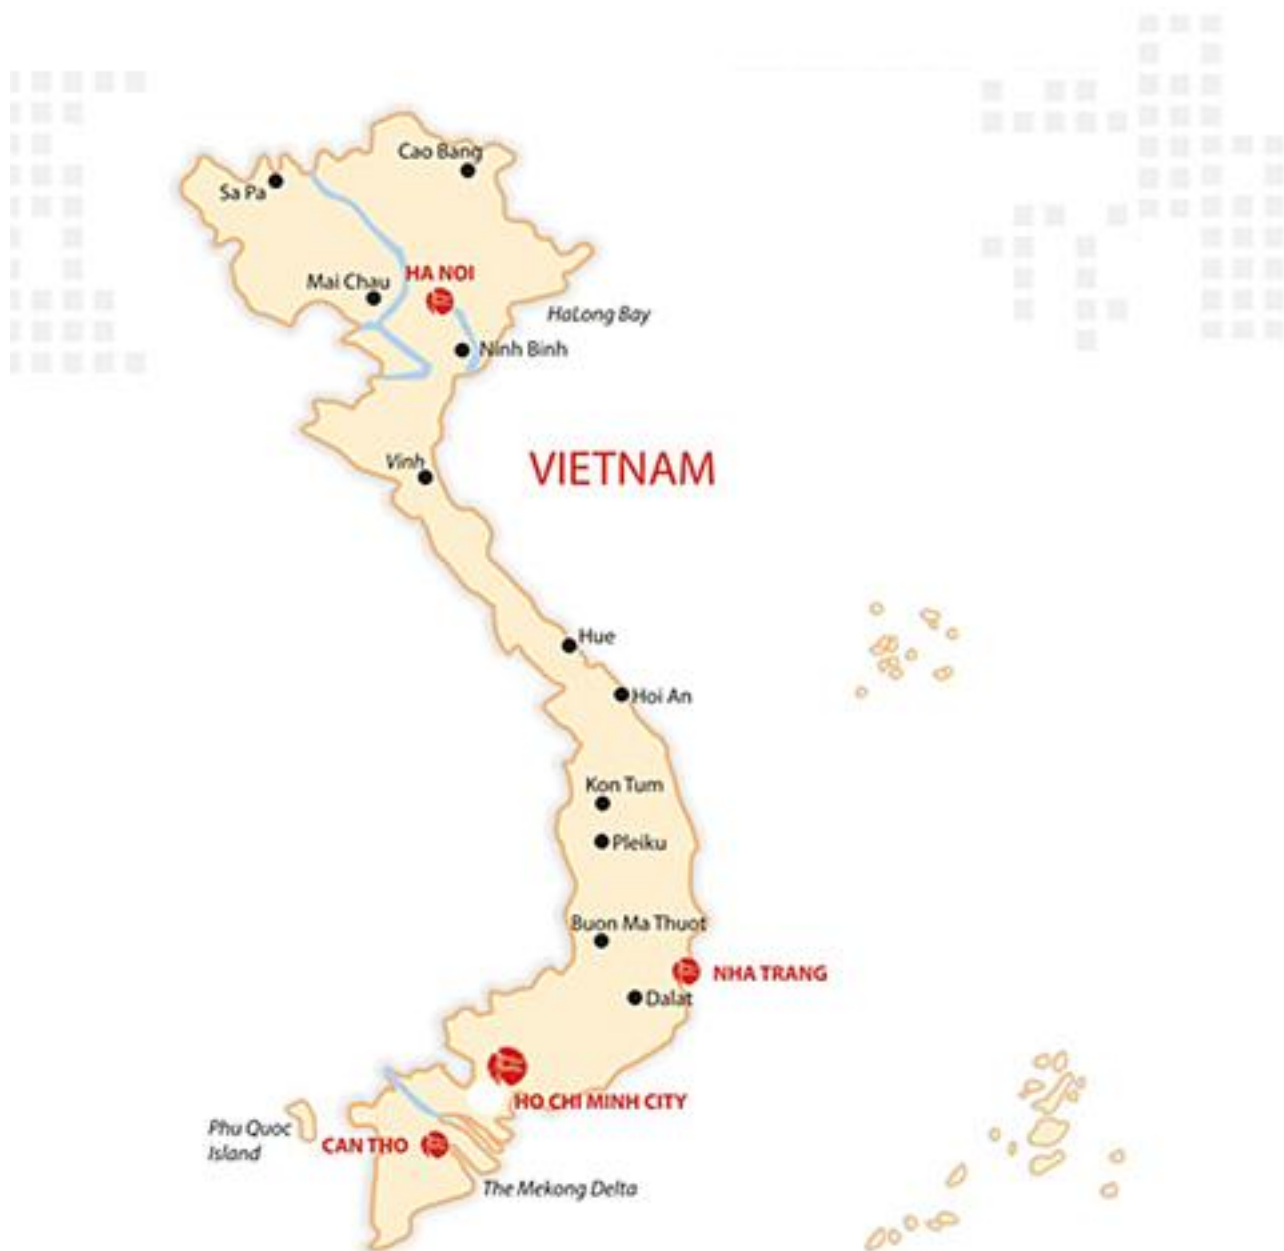 Cao Bang
Sa Pa
HA NOI
Mai Chau
HaLong Bay
Ninh Binh
VIETNAM
Vinh
Hue
Hoi An
Kon Tum
Pleiku
Buon Ma Thuot
NHA TRANG
Dalat
HO CHI MINH CITY
Phu Quoc
Island
CAN THO
The Mekong Delta